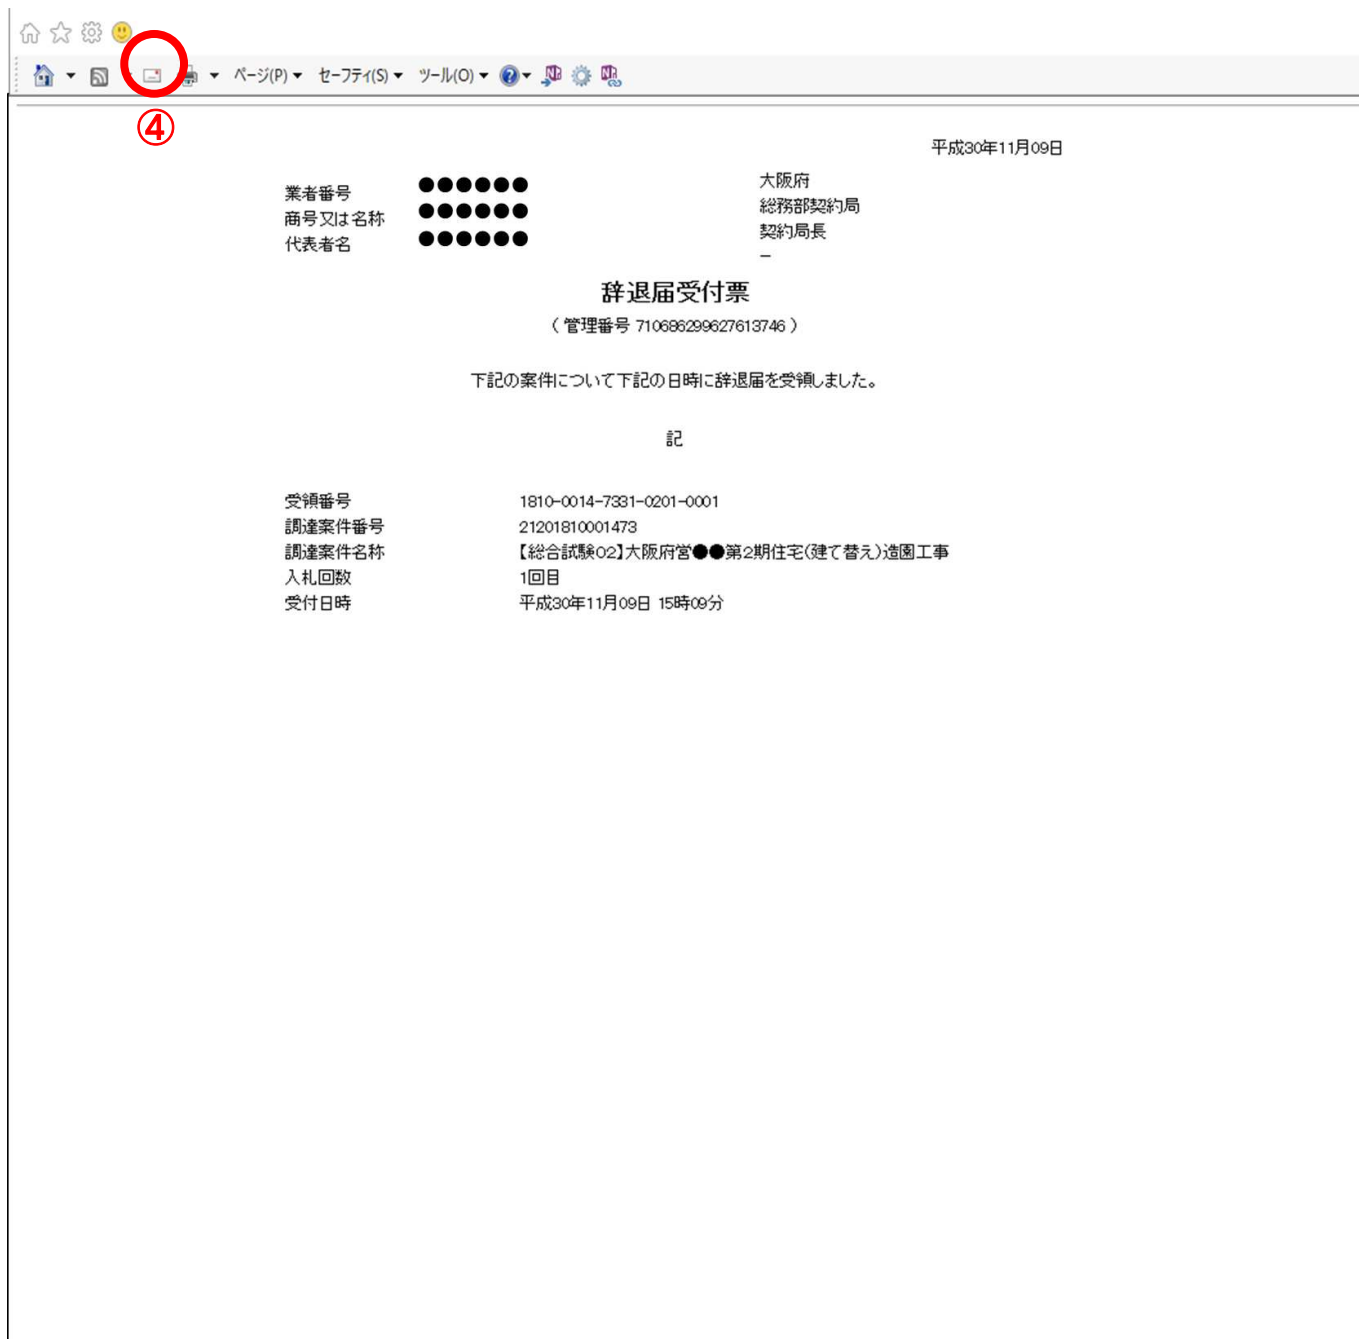 ページ(P) セーフティ(S) ツール(O)
④
平成30年11月09日
業者番号 ●●●●●●
商号又は名称 ●●●●●●
代表者名 ●●●●●●
大阪府
総務部契約局
契約局長
－
辞退届受付票
（ 管理番号 710686299627613746 ）
下記の案件について下記の日時に辞退届を受領しました。
記
受領番号 1810-0014-7331-0201-0001
調達案件番号 21201810001473
調達案件名称 【総合試験02】大阪府営●●第2期住宅(建て替え)造園工事
入札回数 1回目
受付日時 平成30年11月09日 15時09分